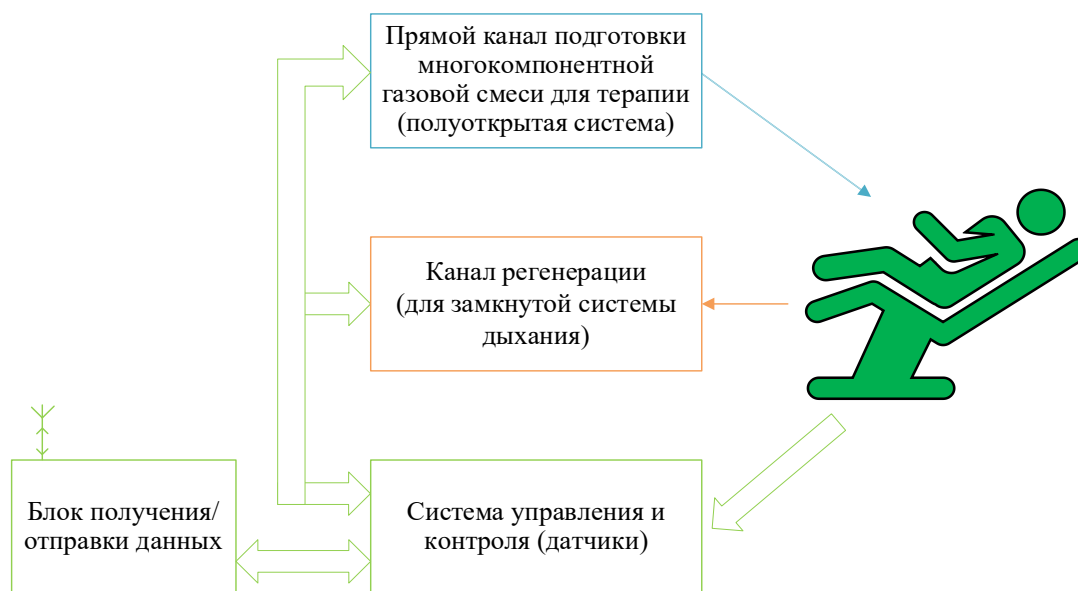 Прямой канал подготовки
многокомпонентной
газовой смеси для терапии
(полуоткрытая система)
Канал регенерации
(для замкнутой системы
дыхания)
Блок получения/
отправки данных
Система управления и
контроля (датчики)